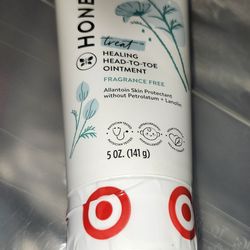 HONE
treat
HEALING
HEAD-TO-TOE
OINTMENT
FRAGRANCE FREE
Allantoin Skin Protectant
without Petrolatum + Lanolin
5 OZ. (141 g)